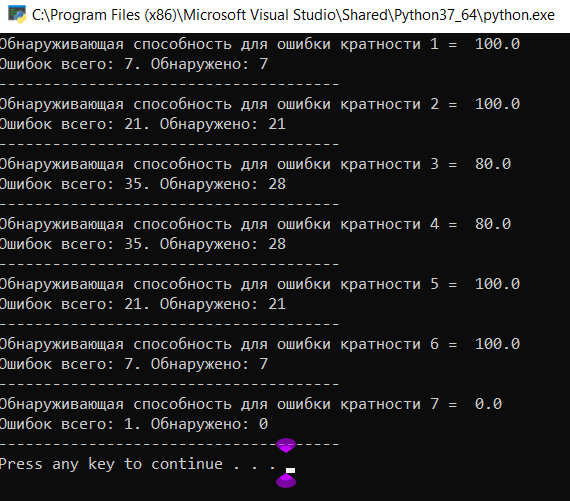 C:\Program Files (x86)\Microsoft Visual Studio\Shared\Python37_64\python.exe
Обнаруживающая способность для ошибки кратности 1 =  100.0
Ошибок всего: 7. Обнаружено: 7
--------------------------------------
Обнаруживающая способность для ошибки кратности 2 =  100.0
Ошибок всего: 21. Обнаружено: 21
--------------------------------------
Обнаруживающая способность для ошибки кратности 3 =  80.0
Ошибок всего: 35. Обнаружено: 28
--------------------------------------
Обнаруживающая способность для ошибки кратности 4 =  80.0
Ошибок всего: 35. Обнаружено: 28
--------------------------------------
Обнаруживающая способность для ошибки кратности 5 =  100.0
Ошибок всего: 21. Обнаружено: 21
--------------------------------------
Обнаруживающая способность для ошибки кратности 6 =  100.0
Ошибок всего: 7. Обнаружено: 7
--------------------------------------
Обнаруживающая способность для ошибки кратности 7 =  0.0
Ошибок всего: 1. Обнаружено: 0
--------------------------------------
Press any key to continue . . .